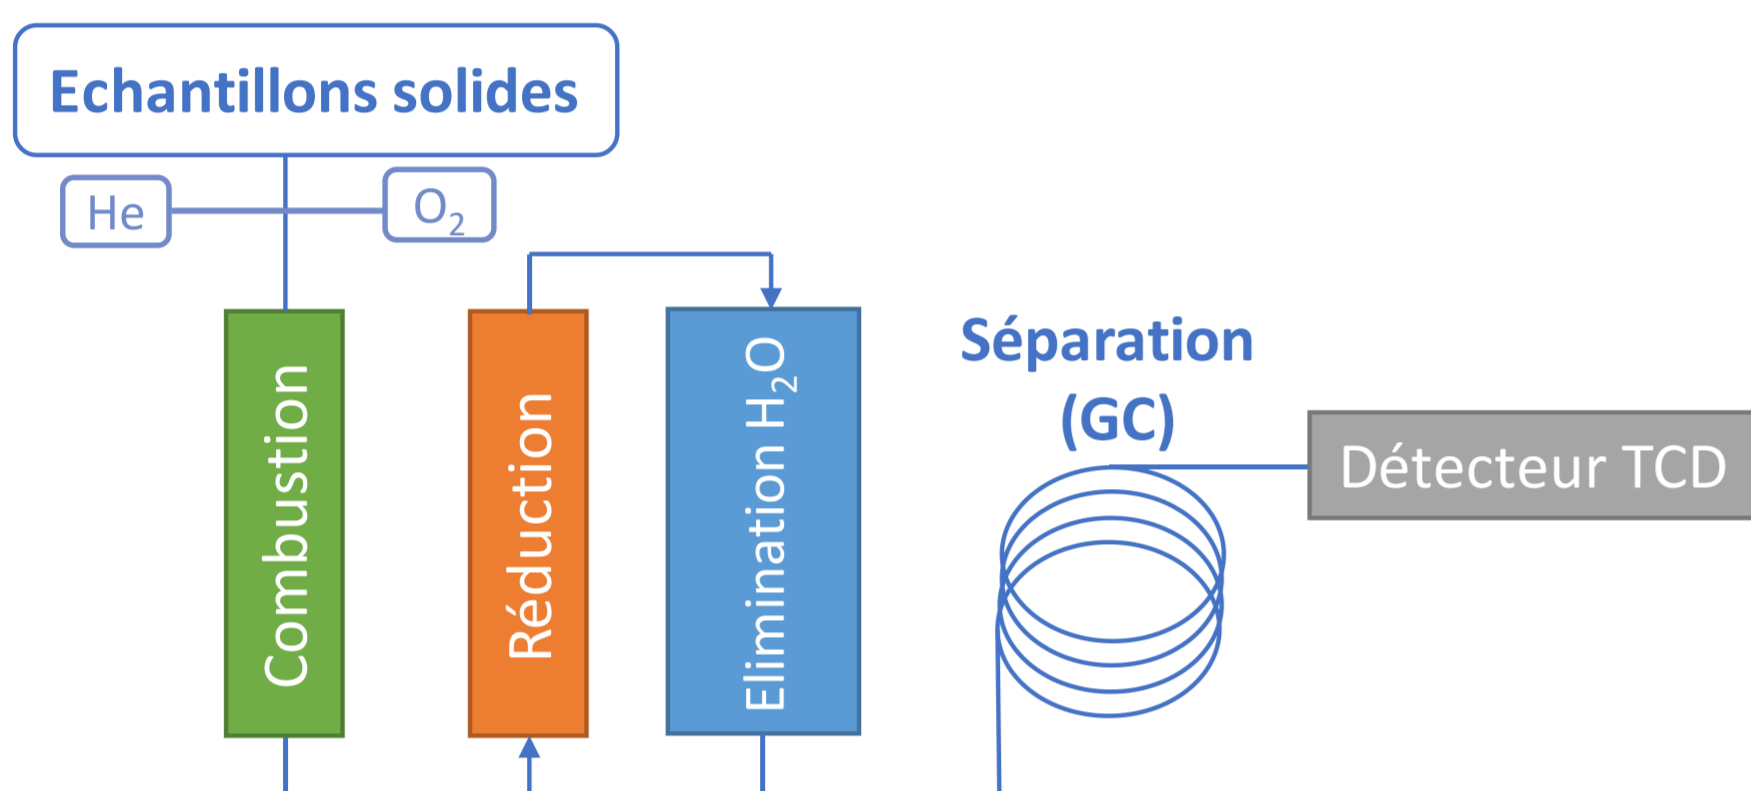 Echantillons solides
He
O₂
Combustion
Réduction
Elimination H₂O
Séparation
(GC)
Détecteur TCD